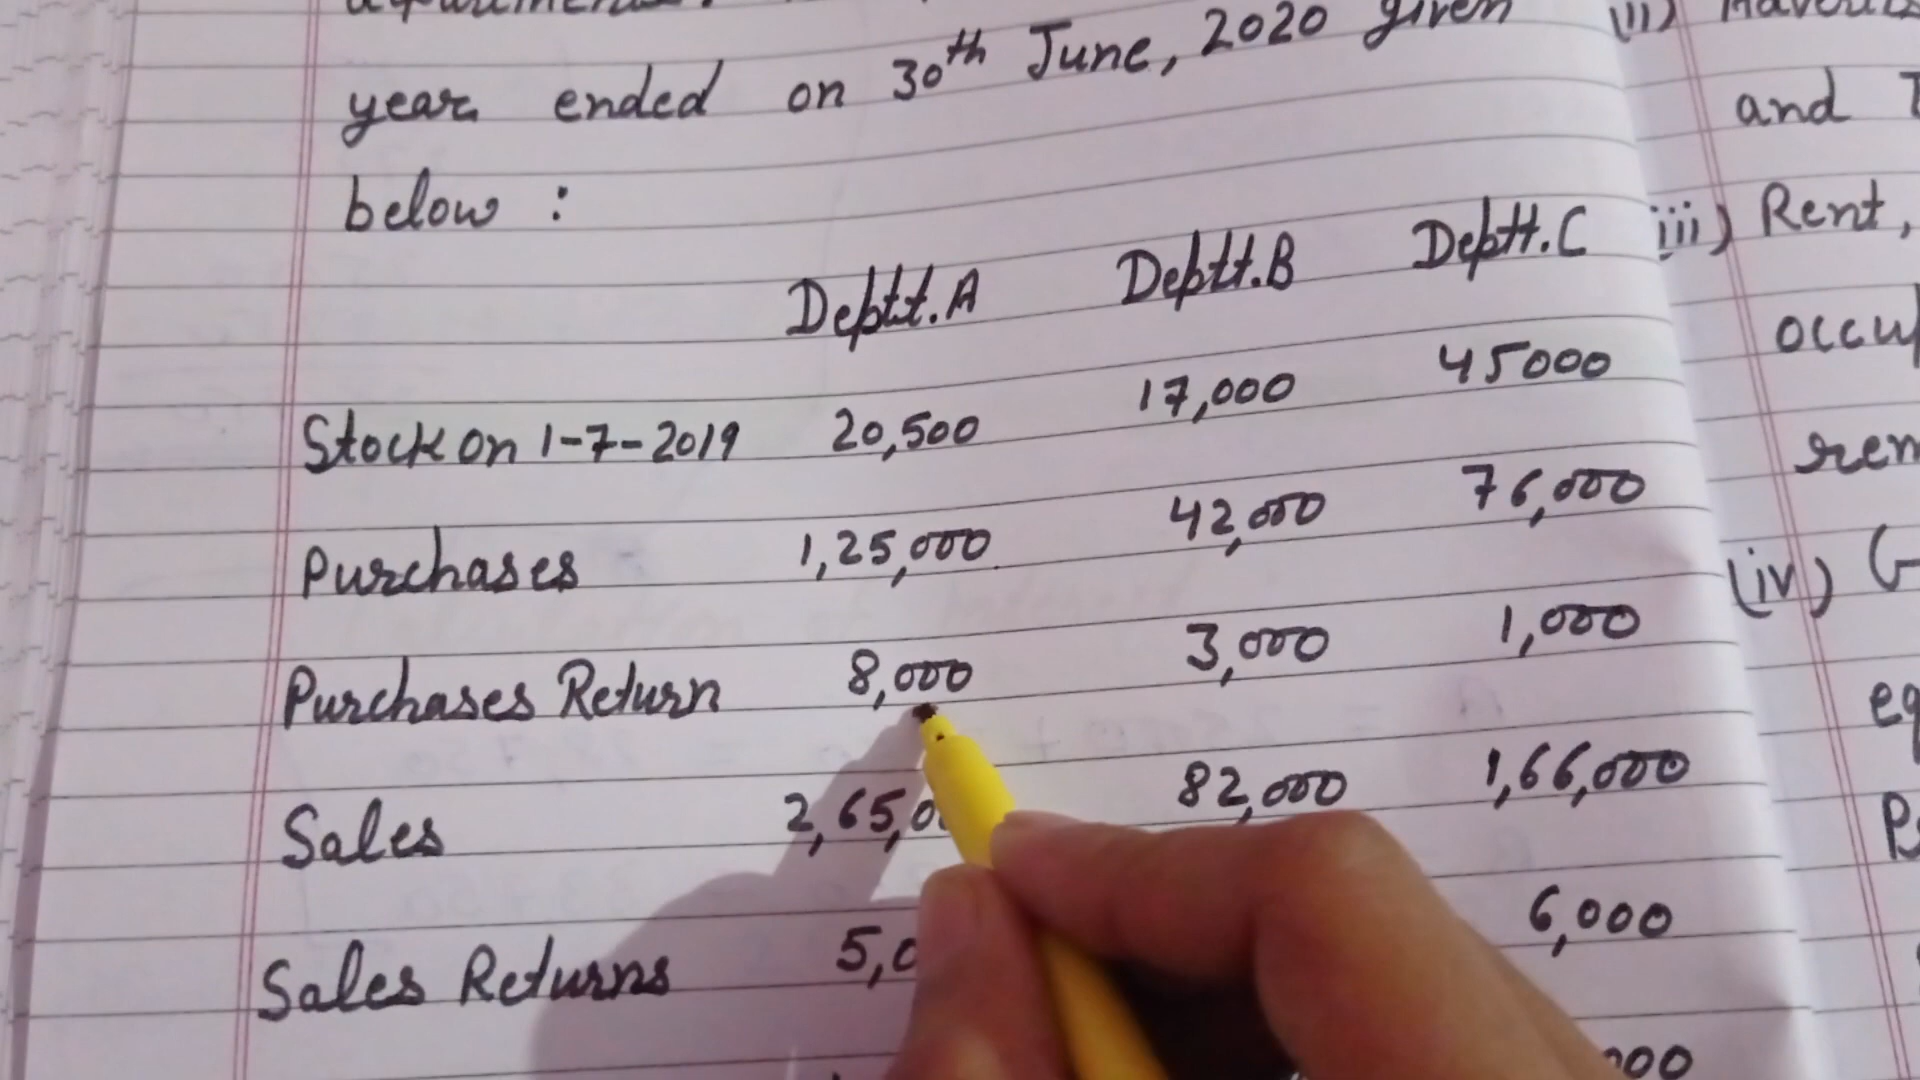 year ended on 30th June, 2020 given
below :
Deptt.A Deptt.B Deptt.C
Stock on 1-7-2019 20,500 17,000 45000
Purchases 1,25,000 42,000 76,000
Purchases Return 8,000 3,000 1,000
Sales 82,000 1,66,000
Sales Returns 6,000
(ii)
and
iii) Rent,
(iv)